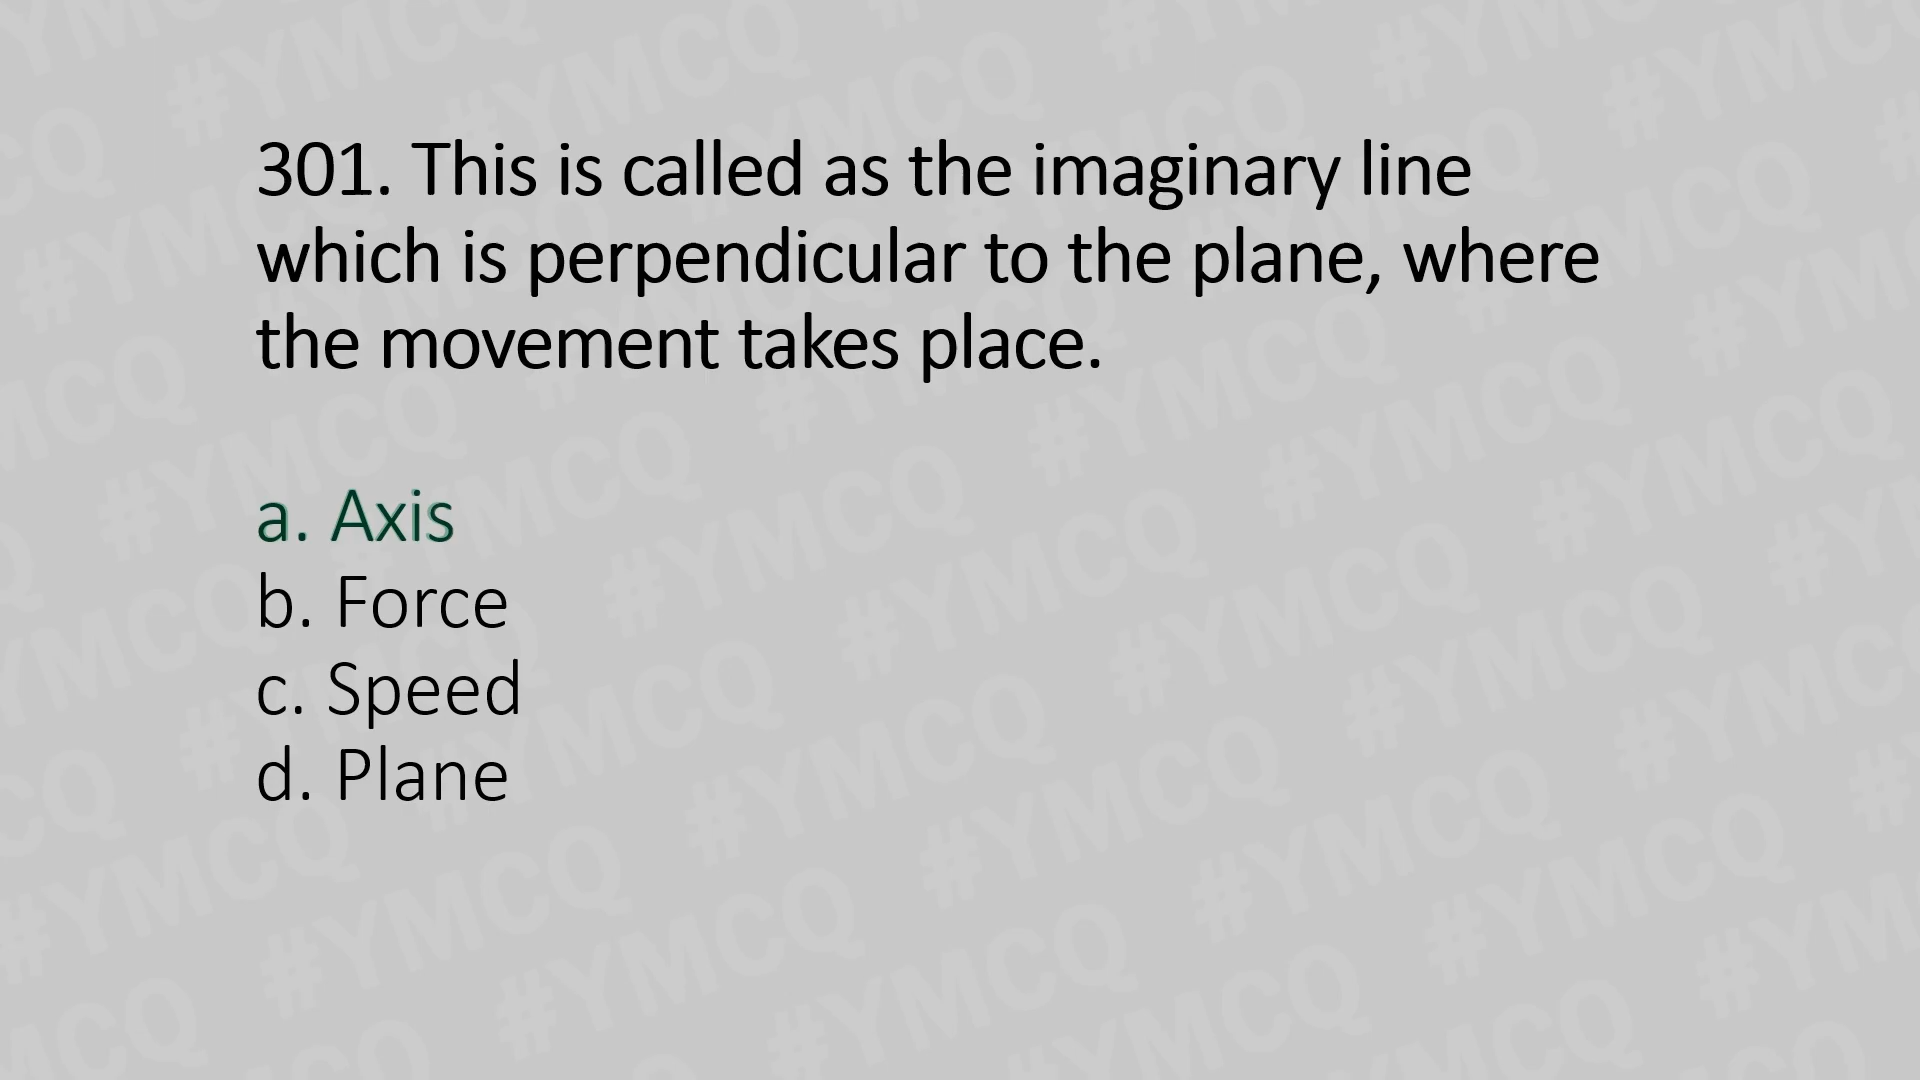 301. This is called as the imaginary line
which is perpendicular to the plane, where
the movement takes place.
a. Axis
b. Force
c. Speed
d. Plane
#YMCQ